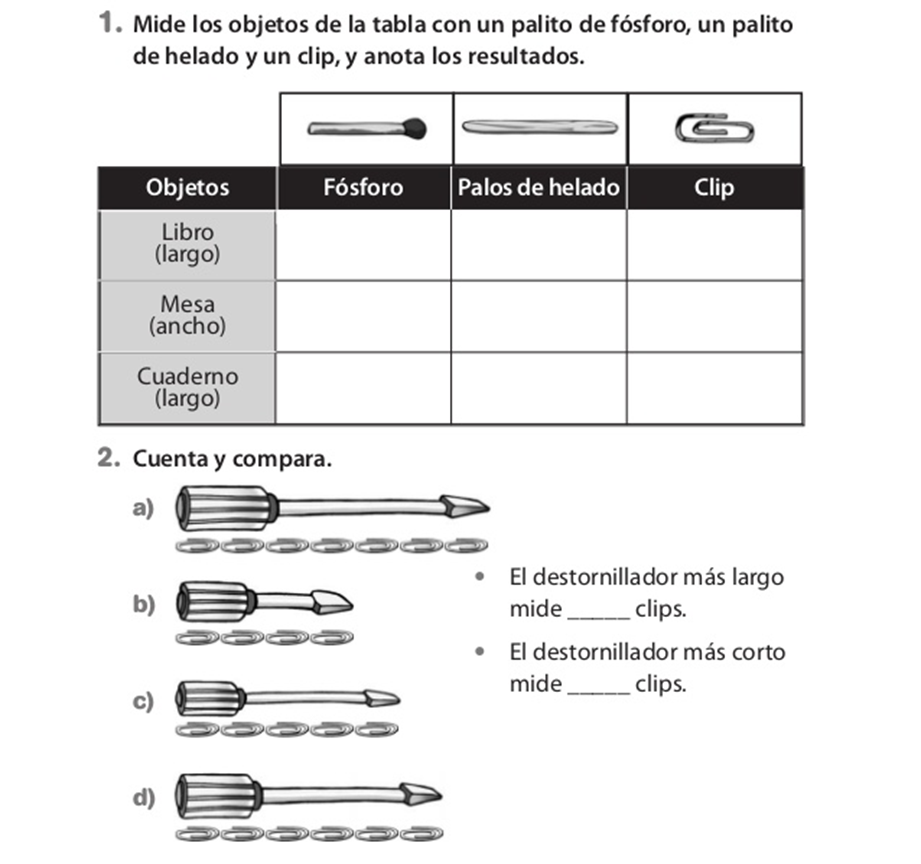 1. Mide los objetos de la tabla con un palito de fósforo, un palito
de helado y un clip, y anota los resultados.
Objetos Fósforo Palos de helado Clip
Libro
(largo)
Mesa
(ancho)
Cuaderno
(largo)
2. Cuenta y compara.
a)
b)
c)
d)
• El destornillador más largo
mide ______ clips.
• El destornillador más corto
mide ______ clips.